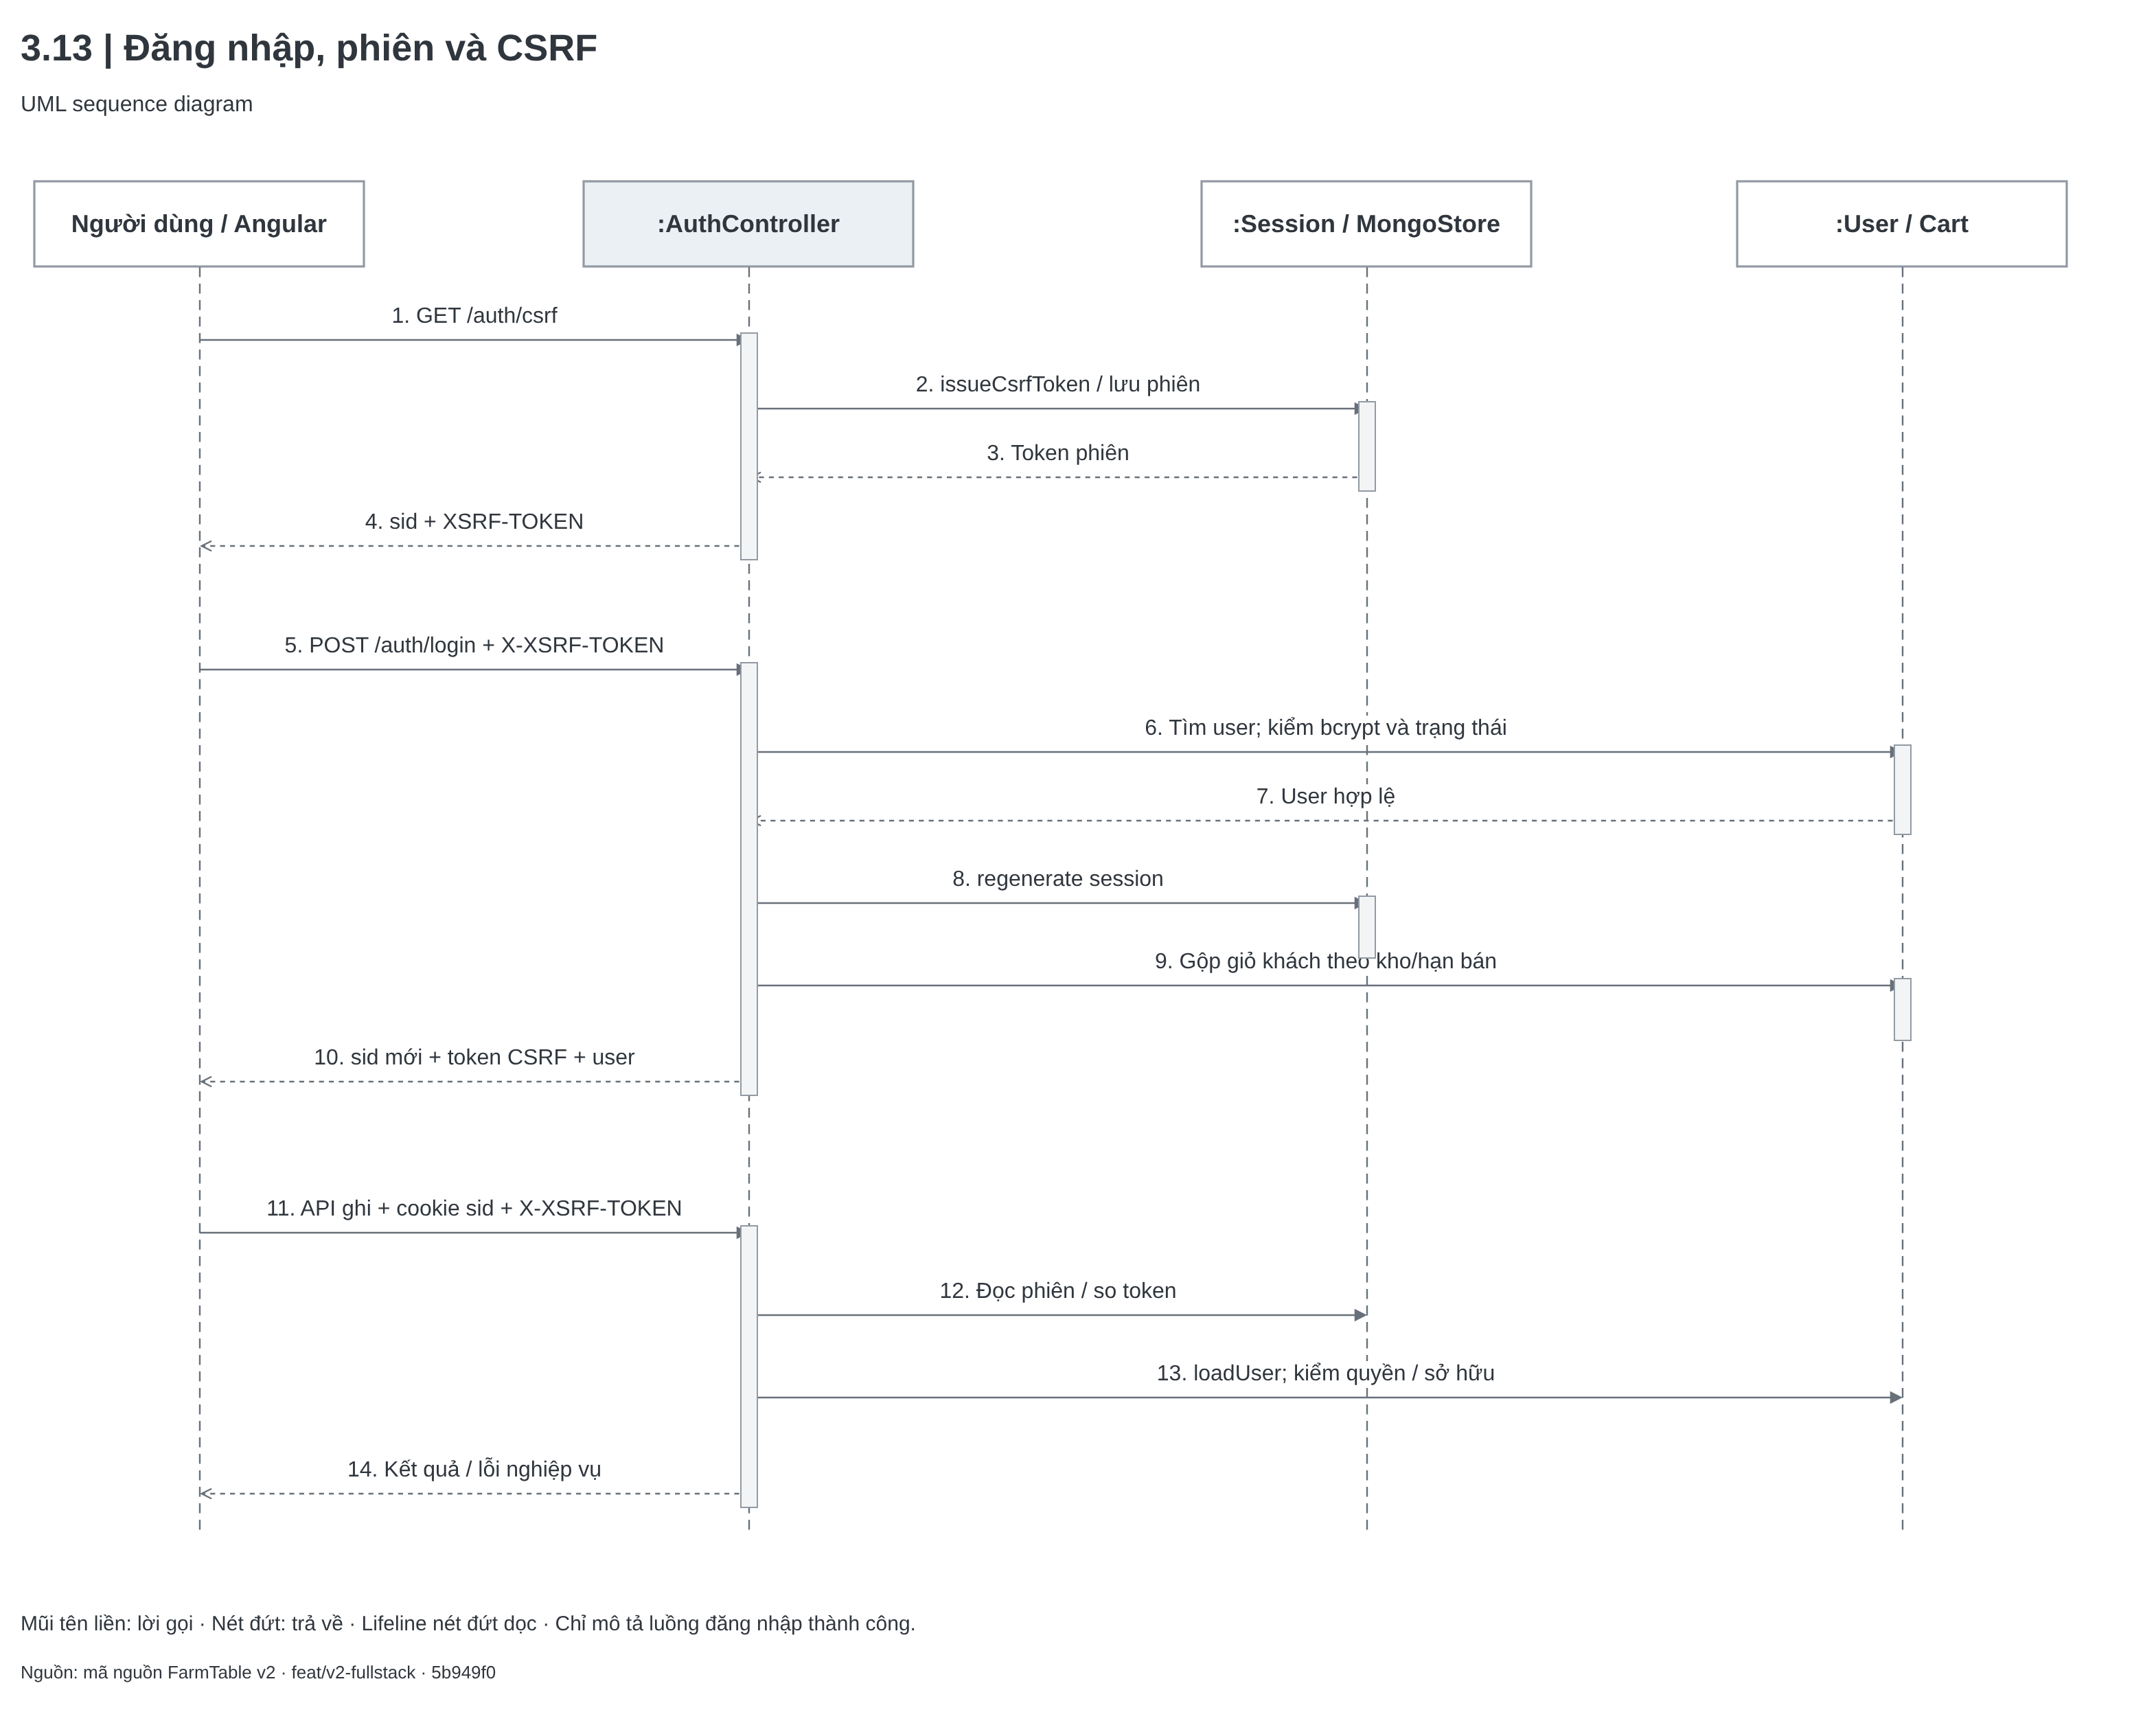 3.13 | Đăng nhập, phiên và CSRF
UML sequence diagram
Người dùng / Angular
:AuthController
:Session / MongoStore
:User / Cart
1. GET /auth/csrf
2. issueCsrfToken / lưu phiên
3. Token phiên
4. sid + XSRF-TOKEN
5. POST /auth/login + X-XSRF-TOKEN
6. Tìm user; kiểm bcrypt và trạng thái
7. User hợp lệ
8. regenerate session
9. Gộp giỏ khách theo kho/hạn bán
10. sid mới + token CSRF + user
11. API ghi + cookie sid + X-XSRF-TOKEN
12. Đọc phiên / so token
13. loadUser; kiểm quyền / sở hữu
14. Kết quả / lỗi nghiệp vụ
Mũi tên liền: lời gọi · Nét đứt: trả về · Lifeline nét đứt dọc · Chỉ mô tả luồng đăng nhập thành công.
Nguồn: mã nguồn FarmTable v2 · feat/v2-fullstack · 5b949f0